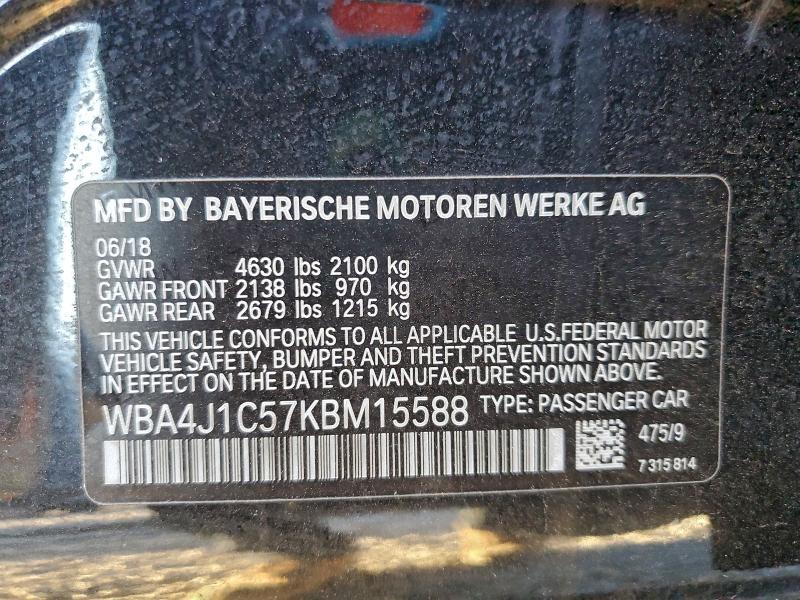 MFD BY BAYERISCHE MOTOREN WERKE AG
06/18
GVWR 4630 lbs 2100 kg
GAWR FRONT 2138 lbs 970 kg
GAWR REAR 2679 lbs 1215 kg
THIS VEHICLE CONFORMS TO ALL APPLICABLE U.S.FEDERAL MOTOR
VEHICLE SAFETY, BUMPER AND THEFT PREVENTION STANDARDS
IN EFFECT ON THE DATE OF MANUFACTURE SHOWN ABOVE.
WBA4J1C57KBM15588 TYPE: PASSENGER CAR
475/9
7 315 814